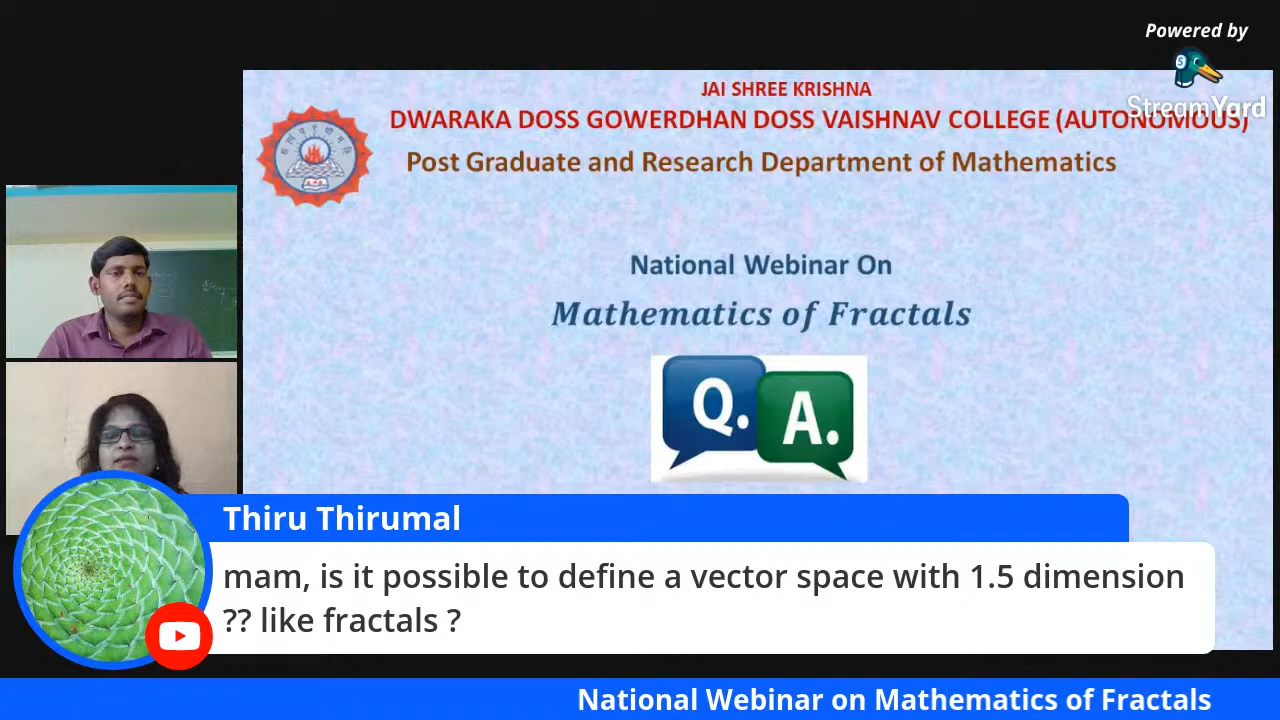 Powered by
StreamYard
JAI SHREE KRISHNA
DWARAKA DOSS GOWERDHAN DOSS VAISHNAV COLLEGE (AUTONOMOUS)
Post Graduate and Research Department of Mathematics
National Webinar On
Mathematics of Fractals
Q. A.
Thiru Thirumal
mam, is it possible to define a vector space with 1.5 dimension
?? like fractals ?
National Webinar on Mathematics of Fractals